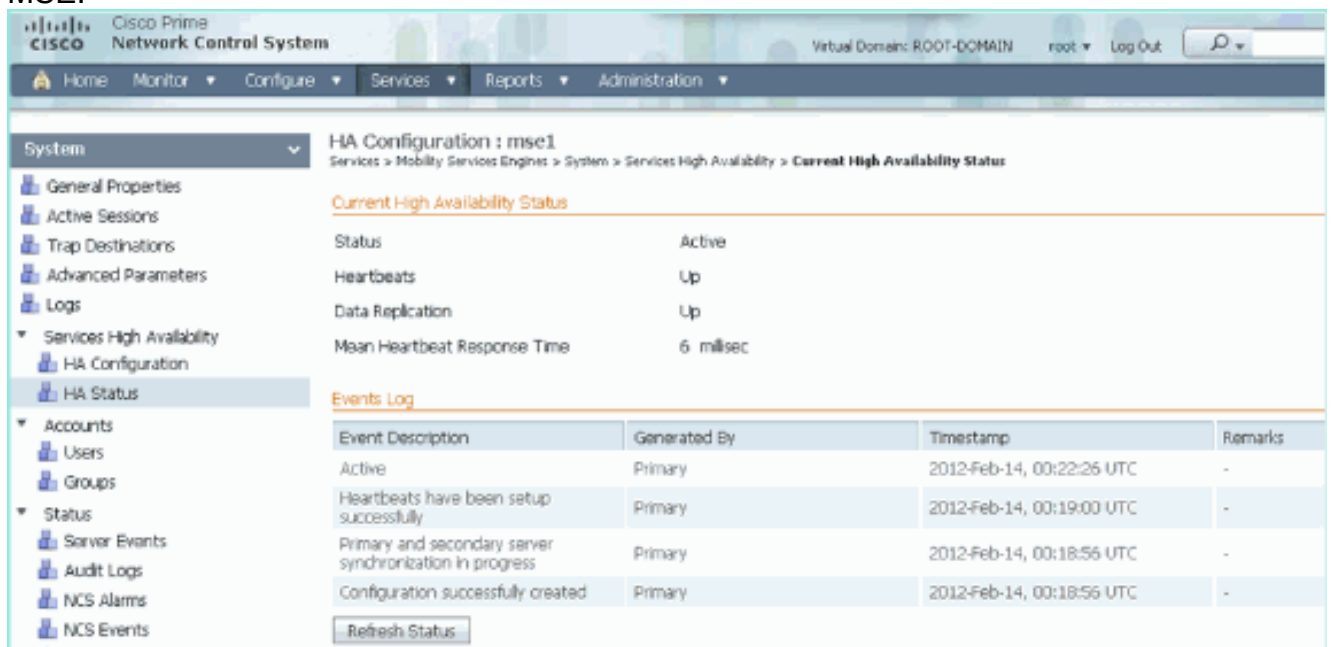 MSE.
Cisco Prime
CISCO Network Control System
Virtual Domain: ROOT-DOMAIN root Log Out
Home Monitor Configure Services Reports Administration
System
General Properties
Active Sessions
Trap Destinations
Advanced Parameters
Logs
Services High Availability
HA Configuration
HA Status
Accounts
Users
Groups
Status
Server Events
Audit Logs
NCS Alarms
NCS Events
HA Configuration : mse1
Services > Mobility Services Engines > System > Services High Availability > Current High Availability Status
Current High Availability Status
Status Active
Heartbeats Up
Data Replication Up
Mean Heartbeat Response Time 6 millisec
Events Log
Event Description Generated By Timestamp Remarks
Active Primary 2012-Feb-14, 00:22:26 UTC -
Heartbeats have been setup
successfully Primary 2012-Feb-14, 00:19:00 UTC -
Primary and secondary server
synchronization in progress Primary 2012-Feb-14, 00:18:56 UTC -
Configuration successfully created Primary 2012-Feb-14, 00:18:56 UTC -
Refresh Status